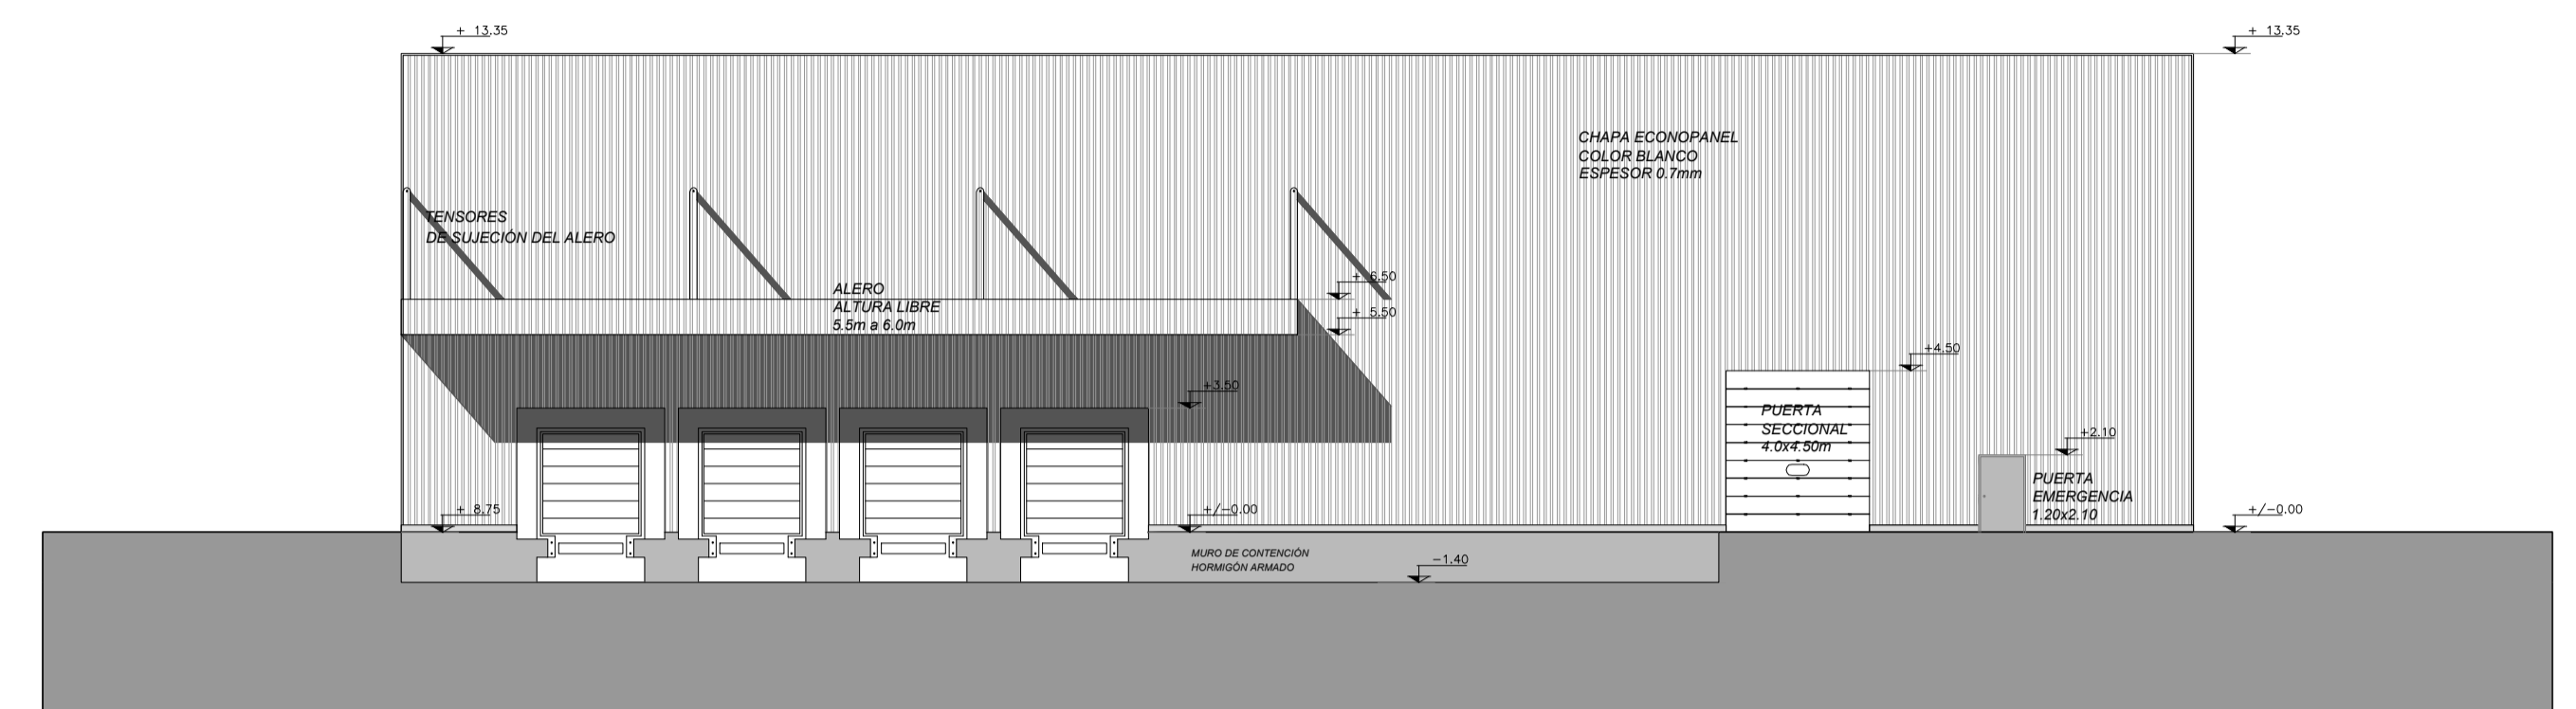 + 13.35
+ 13.35
CHAPA ECONOPANEL
COLOR BLANCO
ESPESOR 0.7mm
TENSORES
DE SUJECIÓN DEL ALERO
ALERO
ALTURA LIBRE
5.5m a 6.0m
+ 6.50
+ 5.50
+4.50
+3.50
PUERTA
SECCIONAL
4.0x4.50m
+2.10
PUERTA
EMERGENCIA
1.20x2.10
+ 8.75
+/-0.00
+/-0.00
MURO DE CONTENCIÓN
HORMIGÓN ARMADO
-1.40